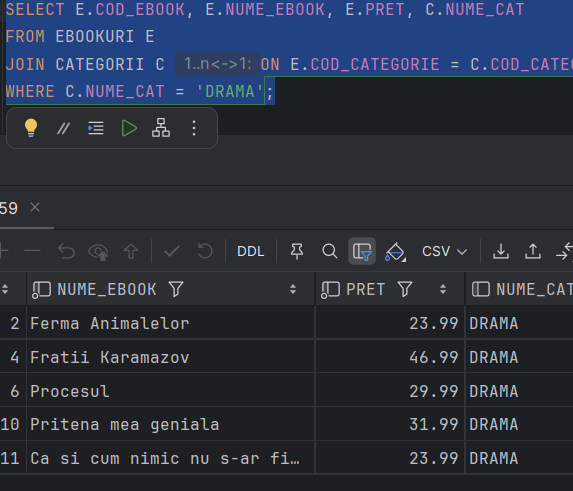 SELECT E.COD_EBOOK, E.NUME_EBOOK, E.PRET, C.NUME_CAT
FROM EBOOKURI E
JOIN CATEGORII C 1..n<->1: ON E.COD_CATEGORIE = C.COD_CATEG
WHERE C.NUME_CAT = 'DRAMA';
59
DDL CSV
NUME_EBOOK PRET NUME_CAT
2 Ferma Animalelor 23.99 DRAMA
4 Fratii Karamazov 46.99 DRAMA
6 Procesul 29.99 DRAMA
10 Pritena mea geniala 31.99 DRAMA
11 Ca si cum nimic nu s-ar fi… 23.99 DRAMA